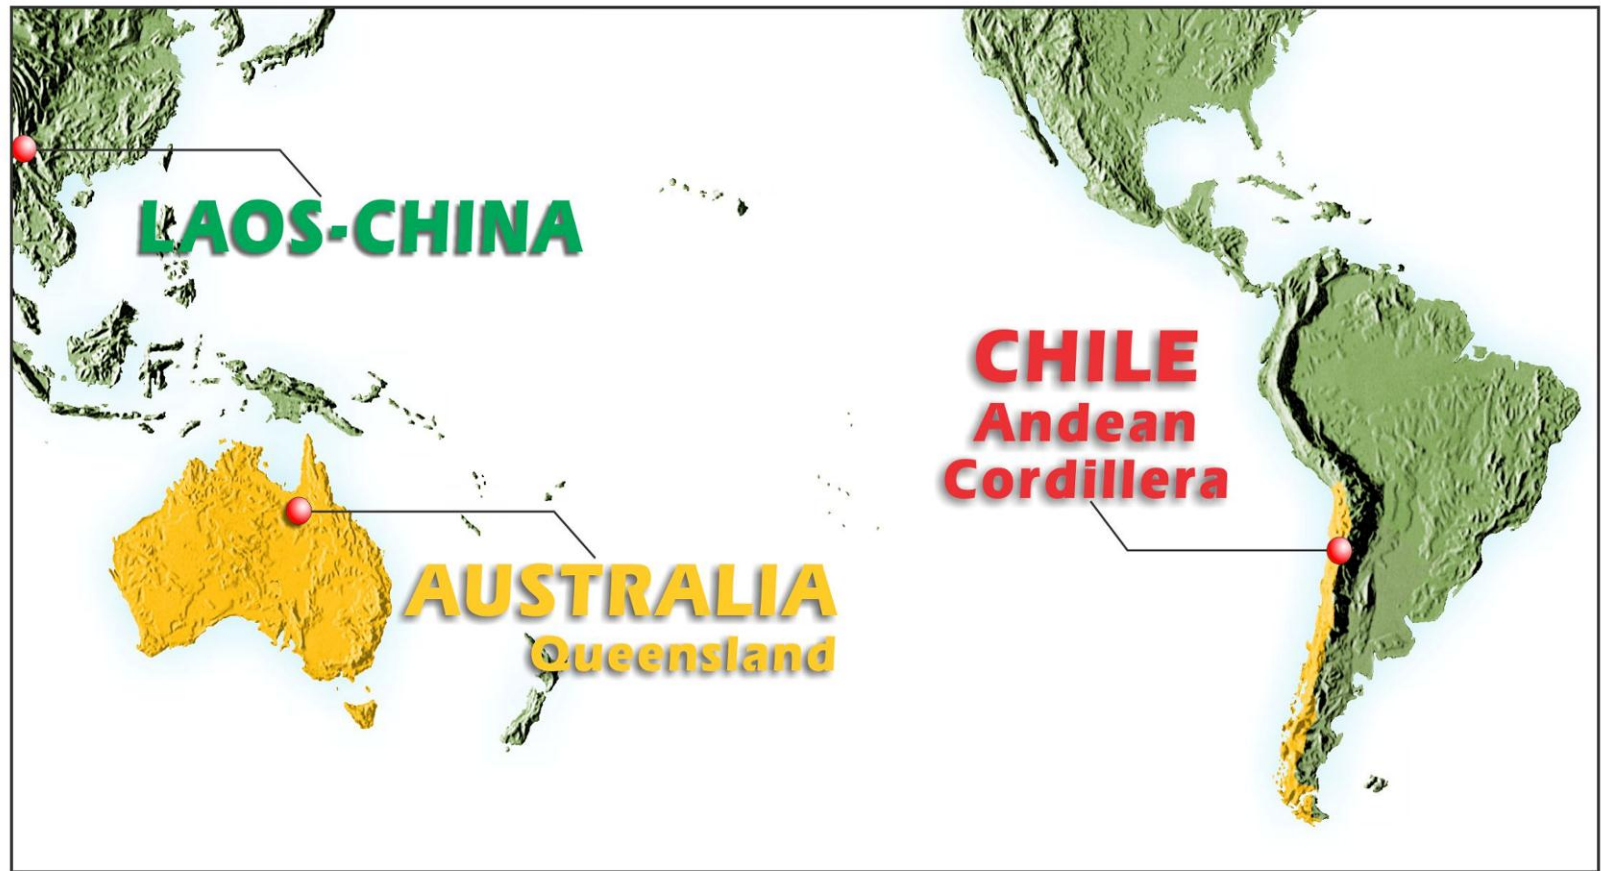 LAOS-CHINA
CHILE
Andean
Cordillera
AUSTRALIA
Queensland